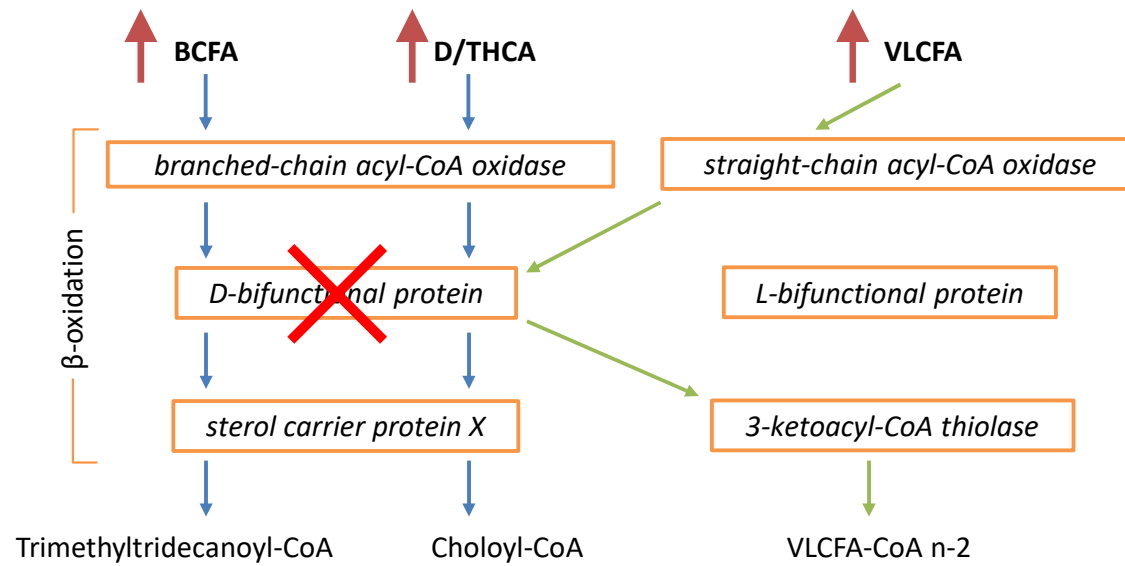 BCFA
D/THCA
VLCFA
branched-chain acyl-CoA oxidase
straight-chain acyl-CoA oxidase
β-oxidation
D-bifunctional protein
L-bifunctional protein
sterol carrier protein X
3-ketoacyl-CoA thiolase
Trimethyltridecanoyl-CoA
Choloyl-CoA
VLCFA-CoA n-2